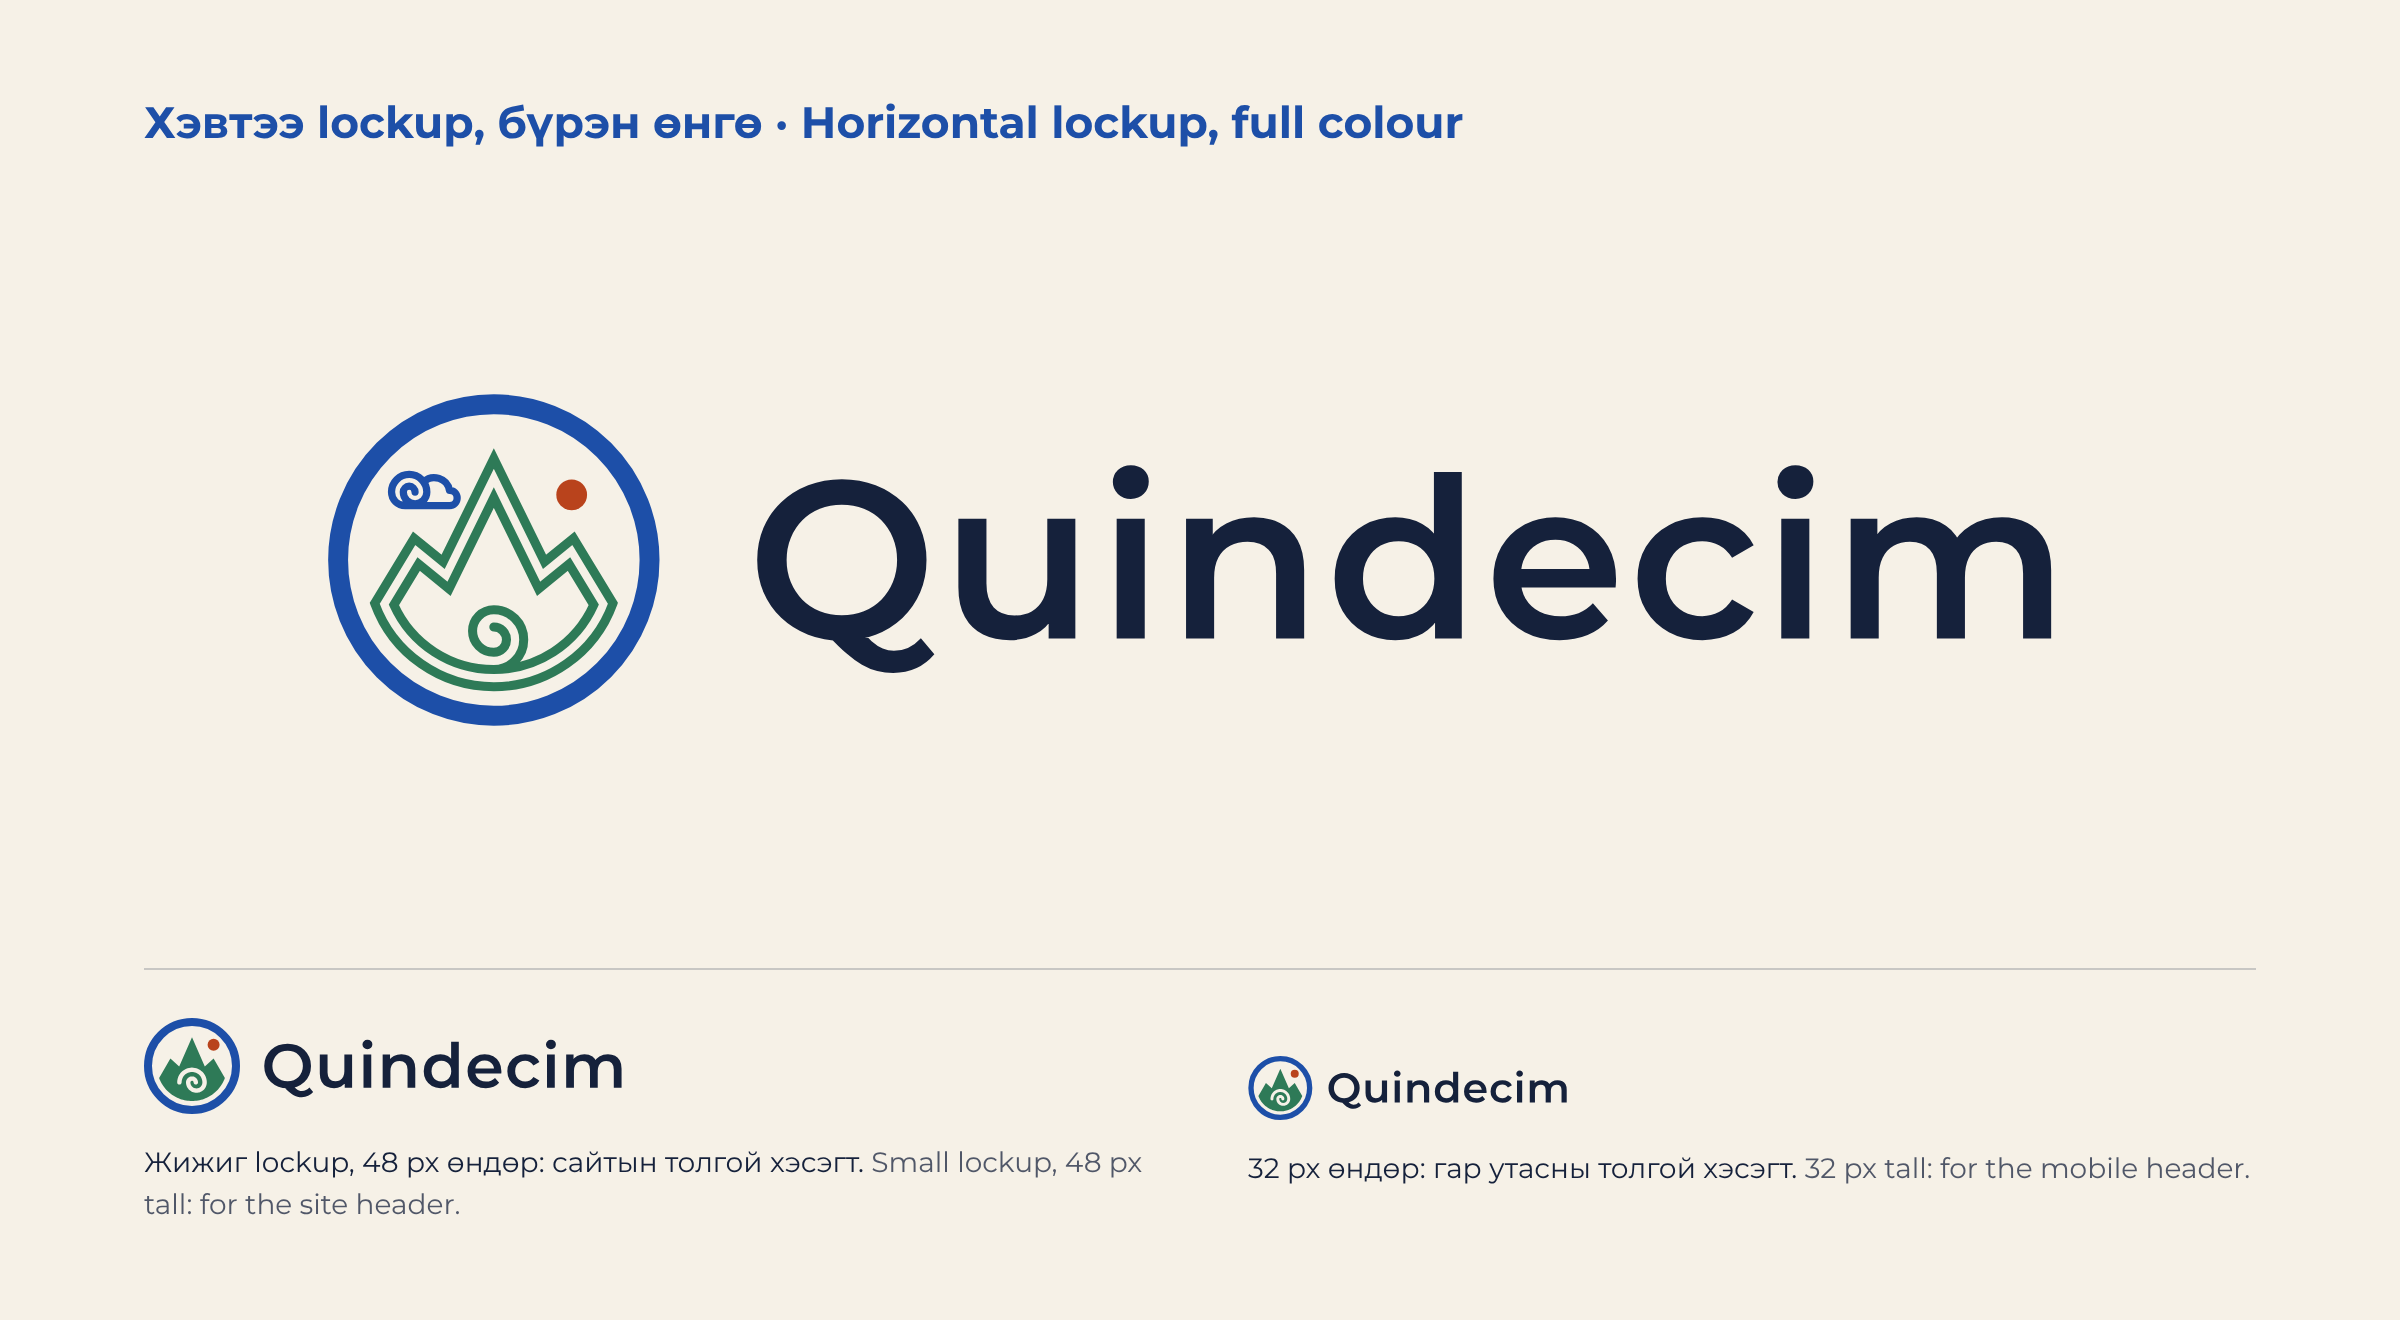 Хэвтээ lockup, бүрэн өнгө · Horizontal lockup, full colour
Quindecim
Quindecim
Жижиг lockup, 48 px өндөр: сайтын толгой хэсэгт. Small lockup, 48 px
tall: for the site header.
Quindecim
32 px өндөр: гар утасны толгой хэсэгт. 32 px tall: for the mobile header.